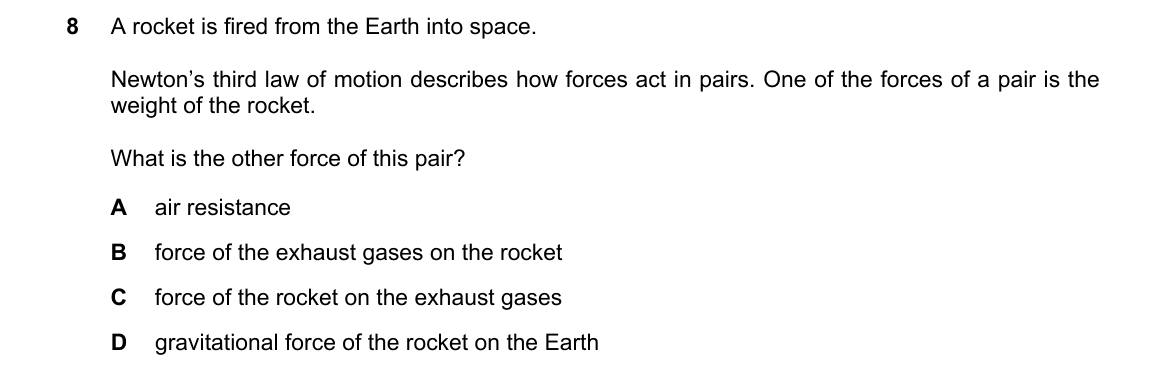 8 A rocket is fired from the Earth into space.
Newton’s third law of motion describes how forces act in pairs. One of the forces of a pair is the
weight of the rocket.
What is the other force of this pair?
A air resistance
B force of the exhaust gases on the rocket
C force of the rocket on the exhaust gases
D gravitational force of the rocket on the Earth